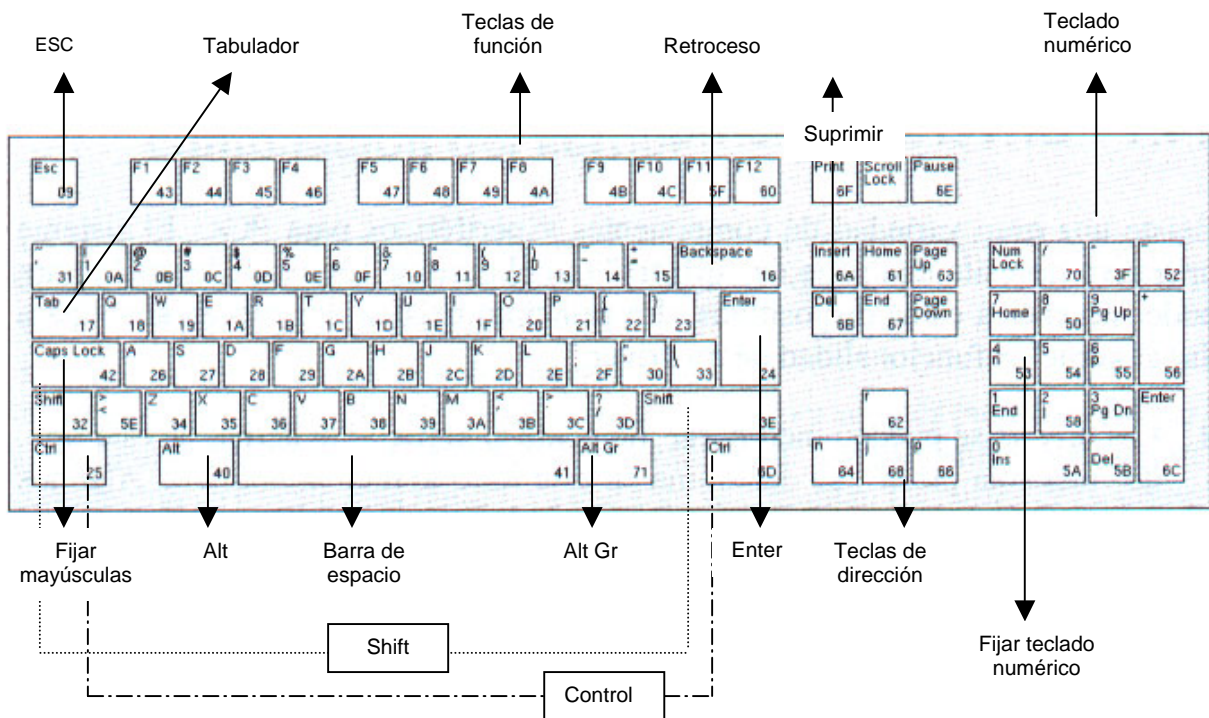 ESC
Tabulador
Teclas de
función
Retroceso
Teclado
numérico
Suprimir
Esc 09
F1 43
F2 44
F3 45
F4 46
F5 47
F6 48
F7 49
F8 4A
F9 4B
F10 4C
F11 5F
F12 60
Print 6F
Scroll
Lock
Pause 6E
31
1 0A
@
2 0B
#
3 0C
$
4 0D
%
5 0E
6 0F
&
7 10
8 11
(
9 12
)
0 13
14
+
= 15
Backspace 16
Insert 6A
Home 61
Page
Up 63
Num
Lock
/ 70
3F
52
Tab 17
Q 18
W 19
E 1A
R 1B
T 1C
Y 1D
U 1E
I 1F
O 20
P 21
{
[ 22
}
] 23
Enter 24
Del 6B
End 67
Page
Down
7
Home
8
r 50
9
Pg Up
+ 56
Caps Lock 42
A 26
S 27
D 28
F 29
G 2A
H 2B
J 2C
K 2D
L 2E
: 2F
30
\ 33
4
n 53
5 54
6
p 55
Shift 32
>
< 5E
Z 34
X 35
C 36
V 37
B 38
N 39
M 3A
<
, 3B
>
. 3C
?
/ 3D
Shift 3E
r 62
1
End
2
| 58
3
Pg Dn
Enter 6C
Ctrl 25
Alt 40
41
Alt Gr 71
Ctrl 6D
n 64
| 68
p 66
0
Ins 5A
Del 5B
Fijar
mayúsculas
Alt
Barra de
espacio
Alt Gr
Enter
Teclas de
dirección
Shift
Fijar teclado
numérico
Control